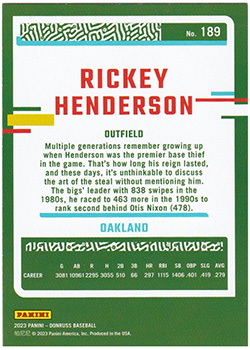 No. 189
RICKEY
HENDERSON
OUTFIELD
Multiple generations remember growing up
when Henderson was the premier base thief
in the game. That's how long his reign lasted,
and these days, it's unthinkable to discuss
the art of the steal without mentioning him.
The bigs' leader with 838 swipes in the
1980s, he raced to 463 more in the 1990s to
rank second behind Otis Nixon (478).
OAKLAND
G AB R H 2B 3B HR RBI SB SLG AVG
CAREER 3081 10961 2295 3055 510 66 297 1115 1406 .419 .279
PANINI
2023 PANINI – DONRUSS BASEBALL
© 2023 Panini America, Inc. Produced in the USA.